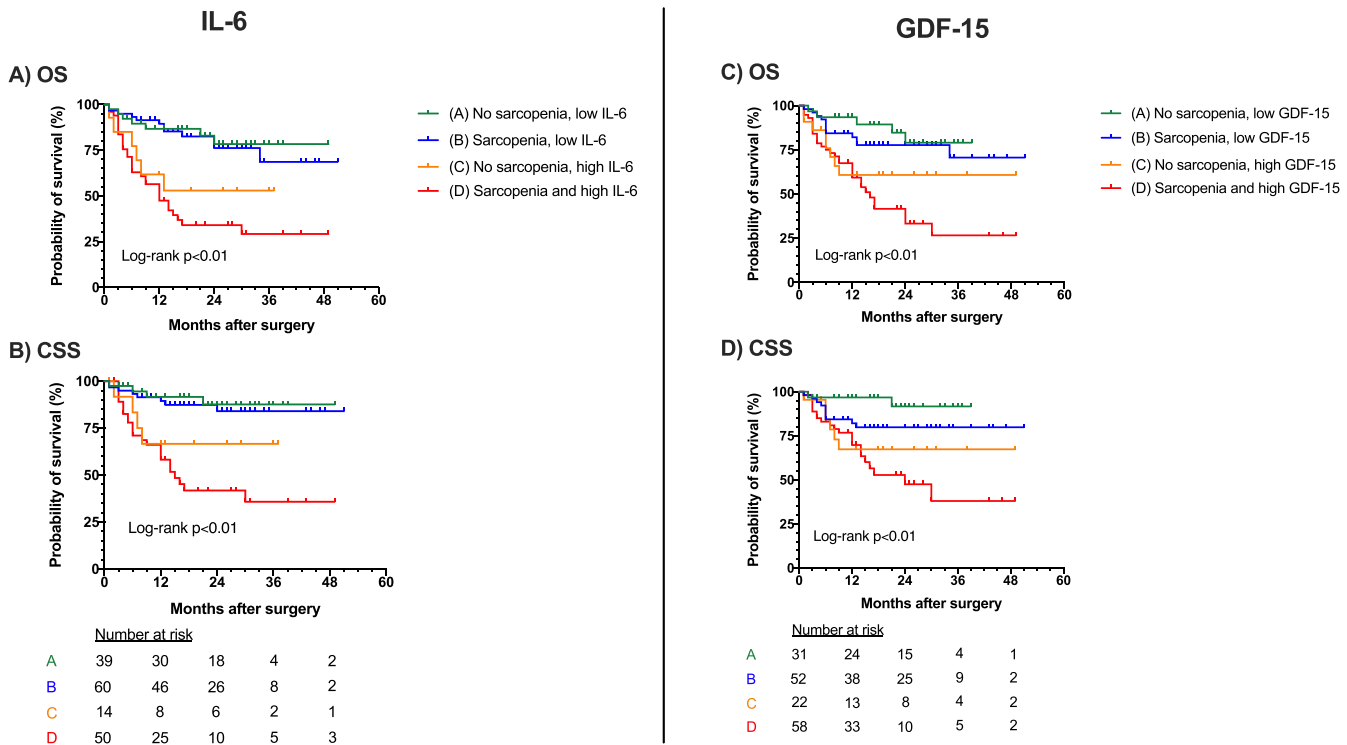 IL-6
A) OS
Probability of survival (%)
100
75
50
25
0
Log-rank p<0.01
0 12 24 36 48 60
Months after surgery
(A) No sarcopenia, low IL-6
(B) Sarcopenia, low IL-6
(C) No sarcopenia, high IL-6
(D) Sarcopenia and high IL-6
B) CSS
Probability of survival (%)
100
75
50
25
0
Log-rank p<0.01
0 12 24 36 48 60
Months after surgery
Number at risk
A 39 30 18 4 2
B 60 46 26 8 2
C 14 8 6 2 1
D 50 25 10 5 3
GDF-15
C) OS
Probability of survival (%)
100
75
50
25
0
Log-rank p<0.01
0 12 24 36 48 60
Months after surgery
(A) No sarcopenia, low GDF-15
(B) Sarcopenia, low GDF-15
(C) No sarcopenia, high GDF-15
(D) Sarcopenia and high GDF-15
D) CSS
Probability of survival (%)
100
75
50
25
0
Log-rank p<0.01
0 12 24 36 48 60
Months after surgery
Number at risk
A 31 24 15 4 1
B 52 38 25 9 2
C 22 13 8 4 2
D 58 33 10 5 2